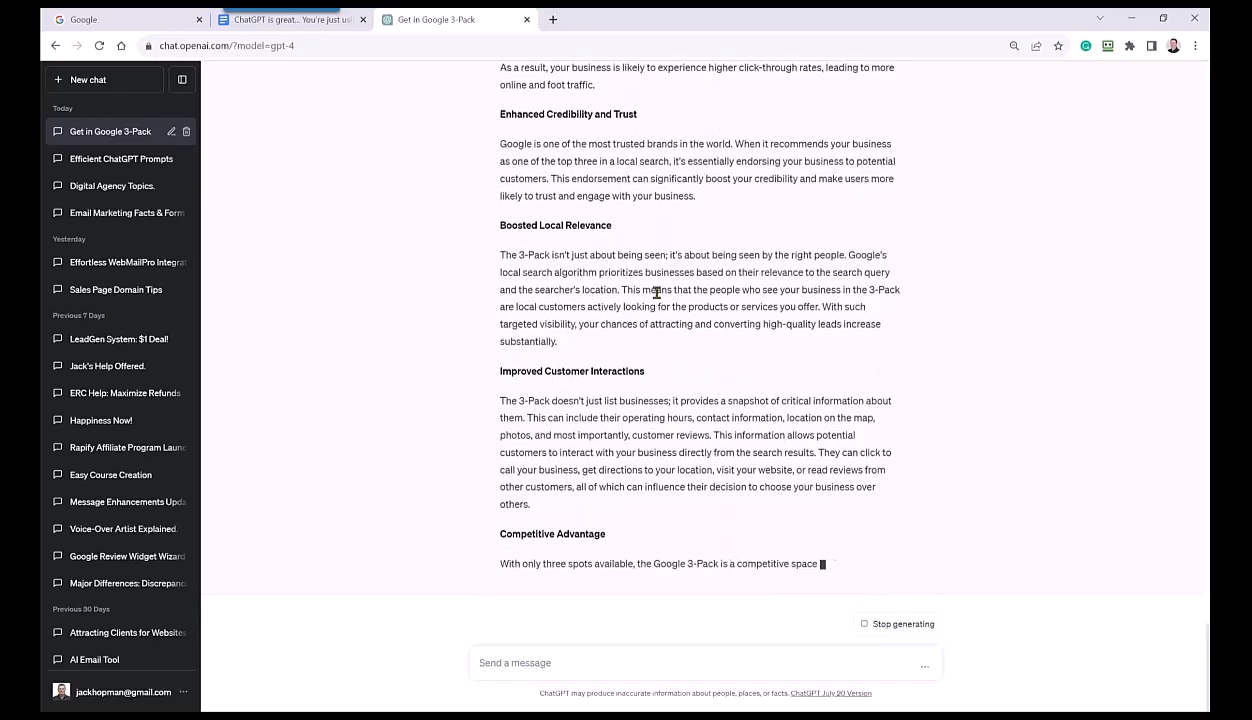 Google
ChatGPT is great... You're just usi
Get in Google 3-Pack
chat.openai.com/?model=gpt-4
New chat
Today
Get in Google 3-Pack
Efficient ChatGPT Prompts
Digital Agency Topics.
Email Marketing Facts & Form
Yesterday
Effortless WebMailPro Integrat
Sales Page Domain Tips
Previous 7 Days
LeadGen System: $1 Deal!
Jack's Help Offered.
ERC Help: Maximize Refunds
Happiness Now!
Rapify Affiliate Program Laun
Easy Course Creation
Message Enhancements Upda
Voice-Over Artist Explained.
Google Review Widget Wizard
Major Differences: Discrepanc
Previous 30 Days
Attracting Clients for Websites
AI Email Tool
jackhopman@gmail.com
As a result, your business is likely to experience higher click-through rates, leading to more
online and foot traffic.
Enhanced Credibility and Trust
Google is one of the most trusted brands in the world. When it recommends your business
as one of the top three in a local search, it's essentially endorsing your business to potential
customers. This endorsement can significantly boost your credibility and make users more
likely to trust and engage with your business.
Boosted Local Relevance
The 3-Pack isn't just about being seen; it's about being seen by the right people. Google's
local search algorithm prioritizes businesses based on their relevance to the search query
and the searcher's location. This means that the people who see your business in the 3-Pack
are local customers actively looking for the products or services you offer. With such
targeted visibility, your chances of attracting and converting high-quality leads increase
substantially.
Improved Customer Interactions
The 3-Pack doesn't just list businesses; it provides a snapshot of critical information about
them. This can include their operating hours, contact information, location on the map,
photos, and most importantly, customer reviews. This information allows potential
customers to interact with your business directly from the search results. They can click to
call your business, get directions to your location, visit your website, or read reviews from
other customers, all of which can influence their decision to choose your business over
others.
Competitive Advantage
With only three spots available, the Google 3-Pack is a competitive space
Stop generating
Send a message
ChatGPT may produce inaccurate information about people, places, or facts. ChatGPT July 20 Version